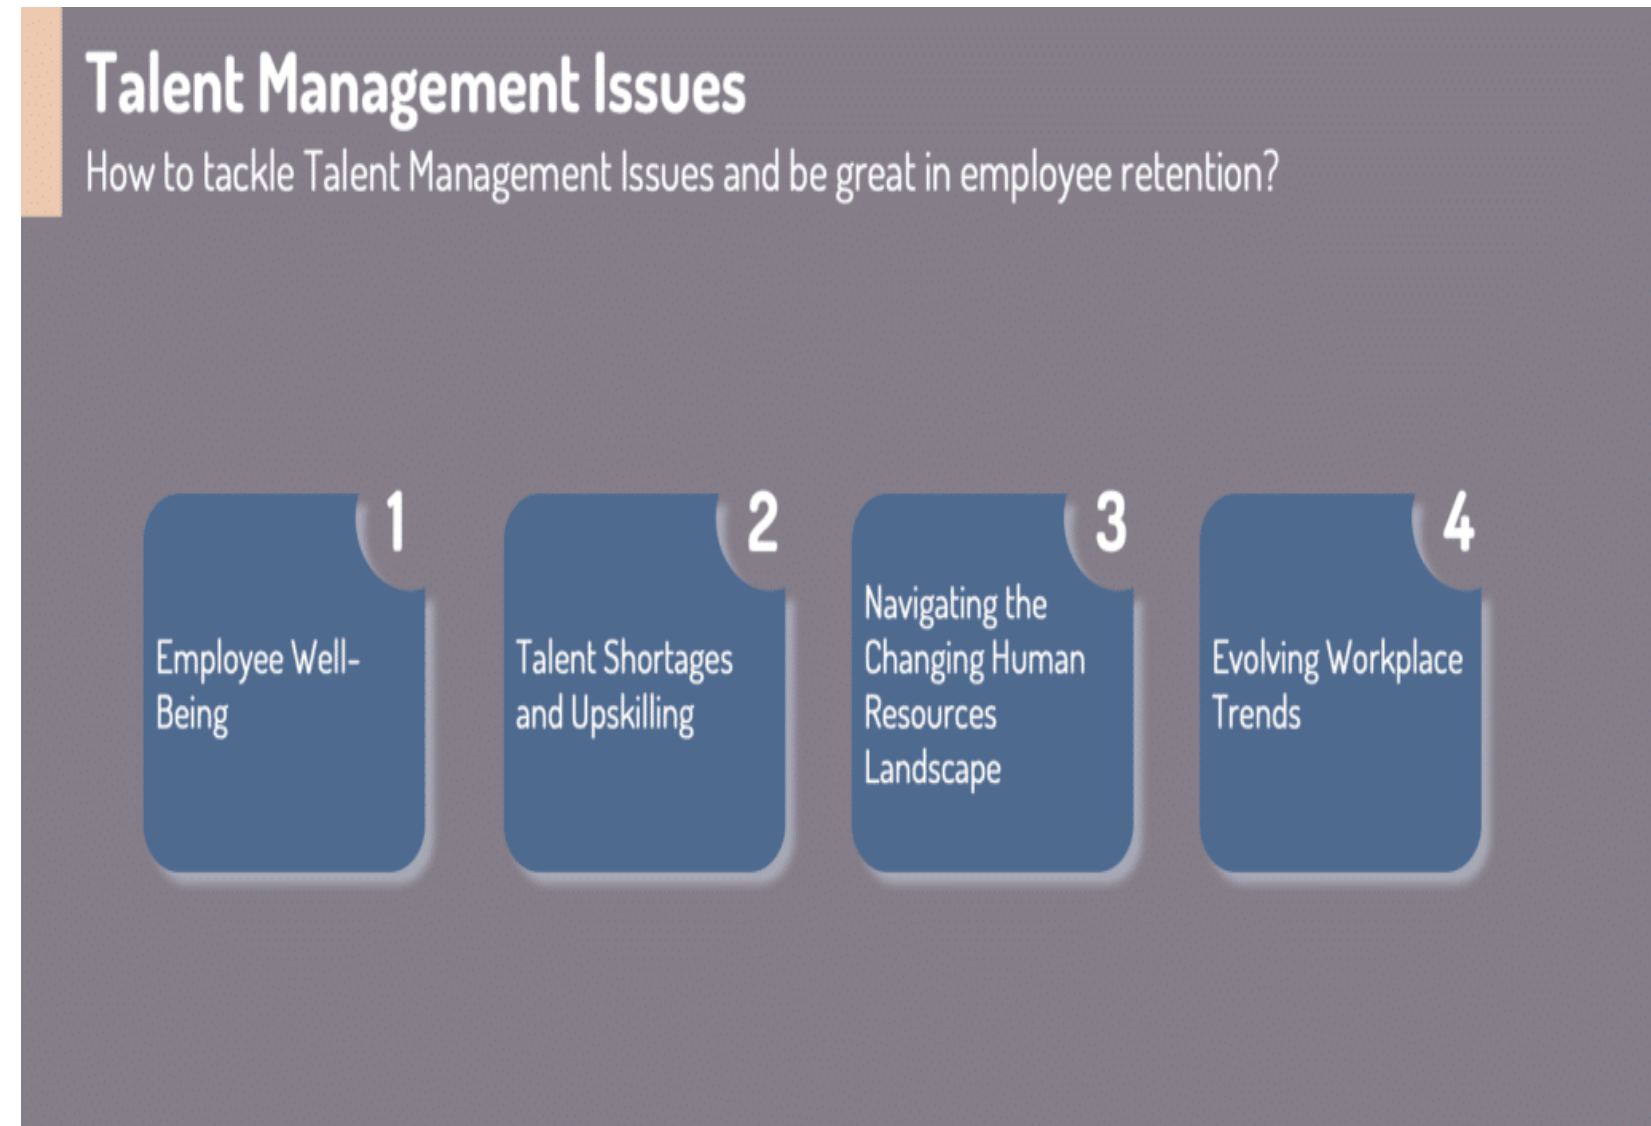 Talent Management Issues
How to tackle Talent Management Issues and be great in employee retention?
1
Employee Well-
Being
2
Talent Shortages
and Upskilling
3
Navigating the
Changing Human
Resources
Landscape
4
Evolving Workplace
Trends